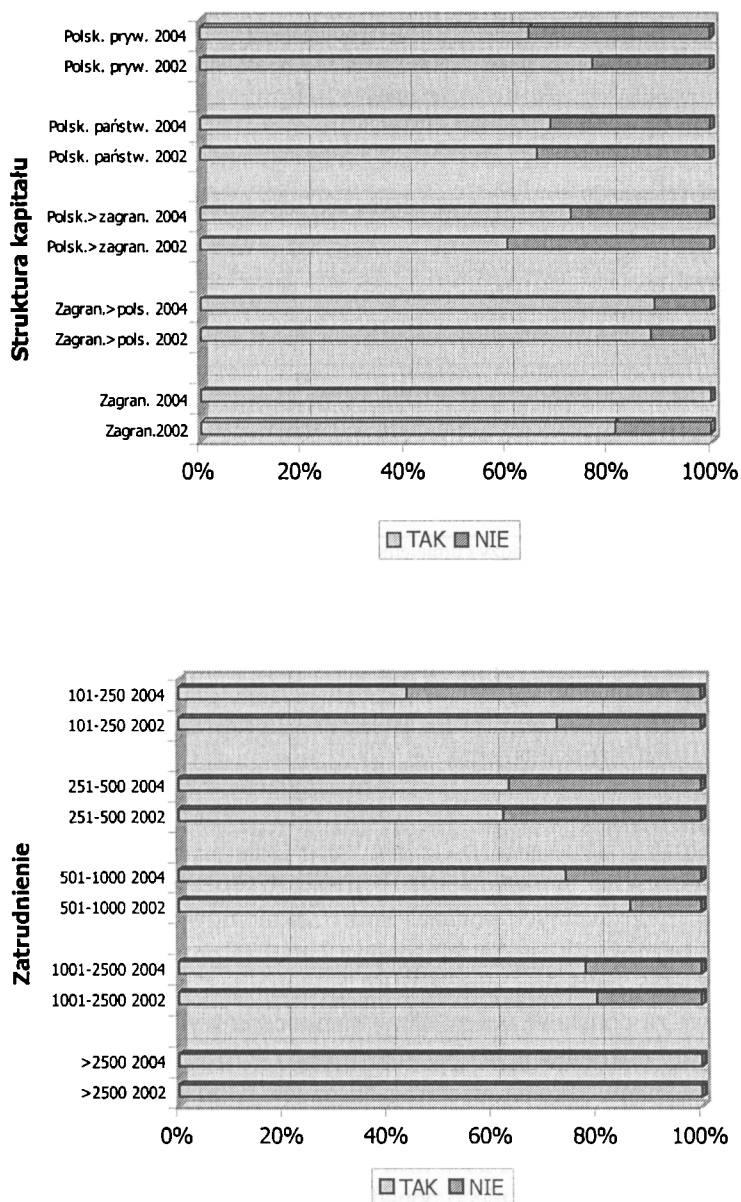 Struktura kapitału
Polsk. pryw. 2004
Polsk. pryw. 2002
Polsk. państw. 2004
Polsk. państw. 2002
Polsk.>zagran. 2004
Polsk.>zagran. 2002
Zagran.>pols. 2004
Zagran.>pols. 2002
Zagran. 2004
Zagran.2002
0% 20% 40% 60% 80% 100%
TAK NIE
Zatrudnienie
101-250 2004
101-250 2002
251-500 2004
251-500 2002
501-1000 2004
501-1000 2002
1001-2500 2004
1001-2500 2002
>2500 2004
>2500 2002
0% 20% 40% 60% 80% 100%
TAK NIE